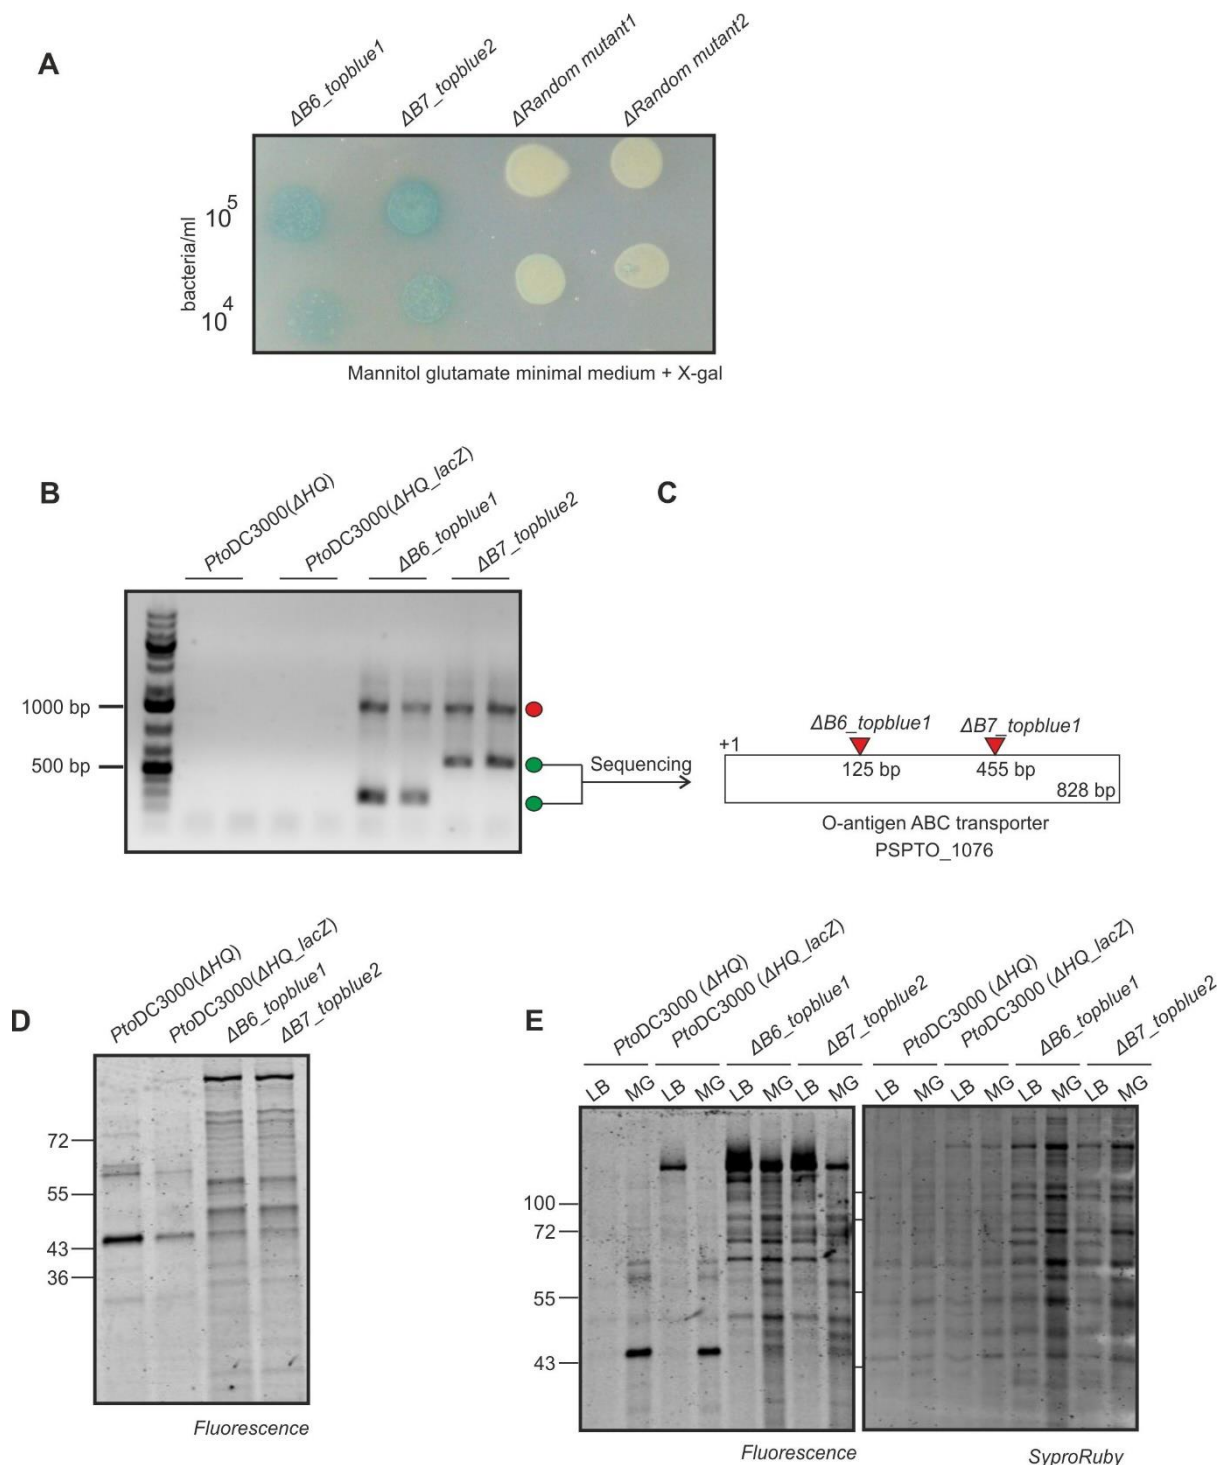 A
ΔB6_topblue1
ΔB7_topblue2
ΔRandom mutant1
ΔRandom mutant2
bacteria/ml
10^5
10^4
Mannitol glutamate minimal medium + X-gal
B
PtoDC3000(ΔHQ)
PtoDC3000(ΔHQ_lacZ)
ΔB6_topblue1
ΔB7_topblue2
1000 bp
500 bp
Sequencing
C
+1
ΔB6_topblue1
ΔB7_topblue1
125 bp
455 bp
828 bp
O-antigen ABC transporter
PSPTO_1076
D
PtoDC3000(ΔHQ)
PtoDC3000(ΔHQ_lacZ)
ΔB6_topblue1
ΔB7_topblue2
72
55
43
36
Fluorescence
E
PtoDC3000 (ΔHQ)
PtoDC3000 (ΔHQ_lacZ)
ΔB6_topblue1
ΔB7_topblue2
PtoDC3000 (ΔHQ)
PtoDC3000 (ΔHQ_lacZ)
ΔB6_topblue1
ΔB7_topblue2
LB MG LB MG LB MG LB MG LB MG LB MG LB MG LB MG
100
72
55
43
Fluorescence
SyproRuby